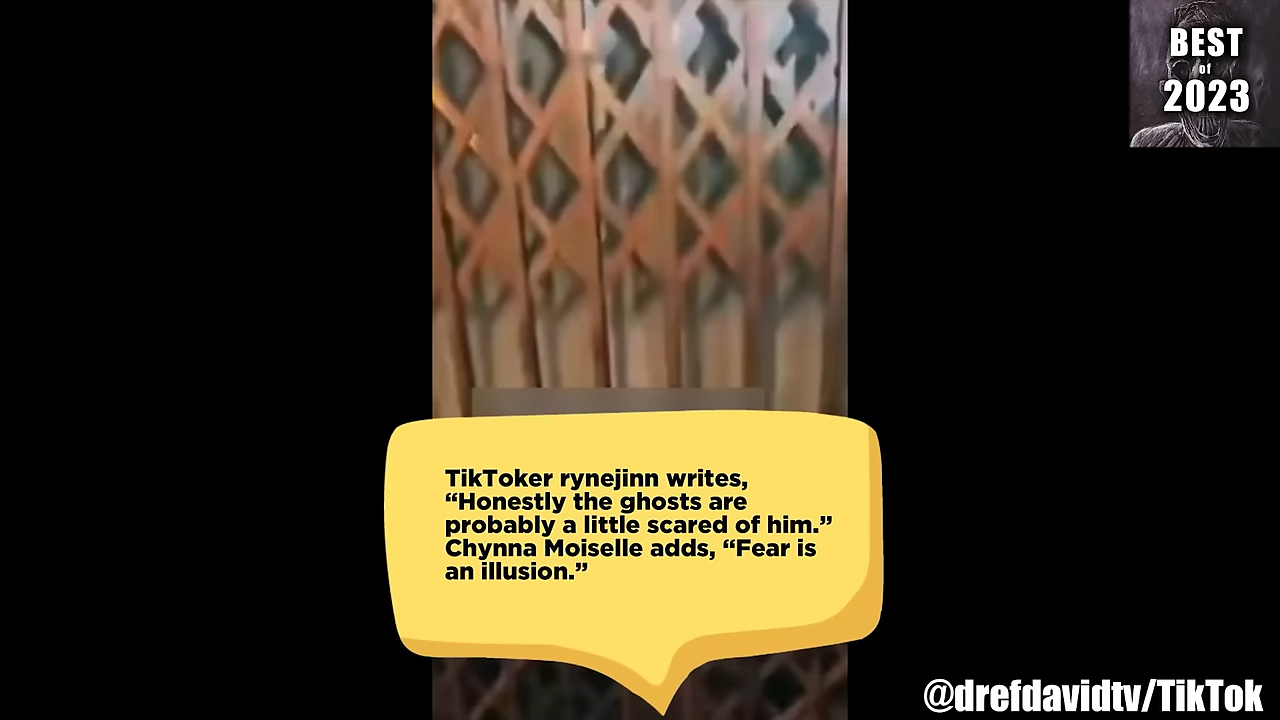 BEST
of
2023
TikToker rynejinn writes,
“Honestly the ghosts are
probably a little scared of him.”
Chynna Moiselle adds, “Fear is
an illusion.”
@drefdavidtv/TikTok